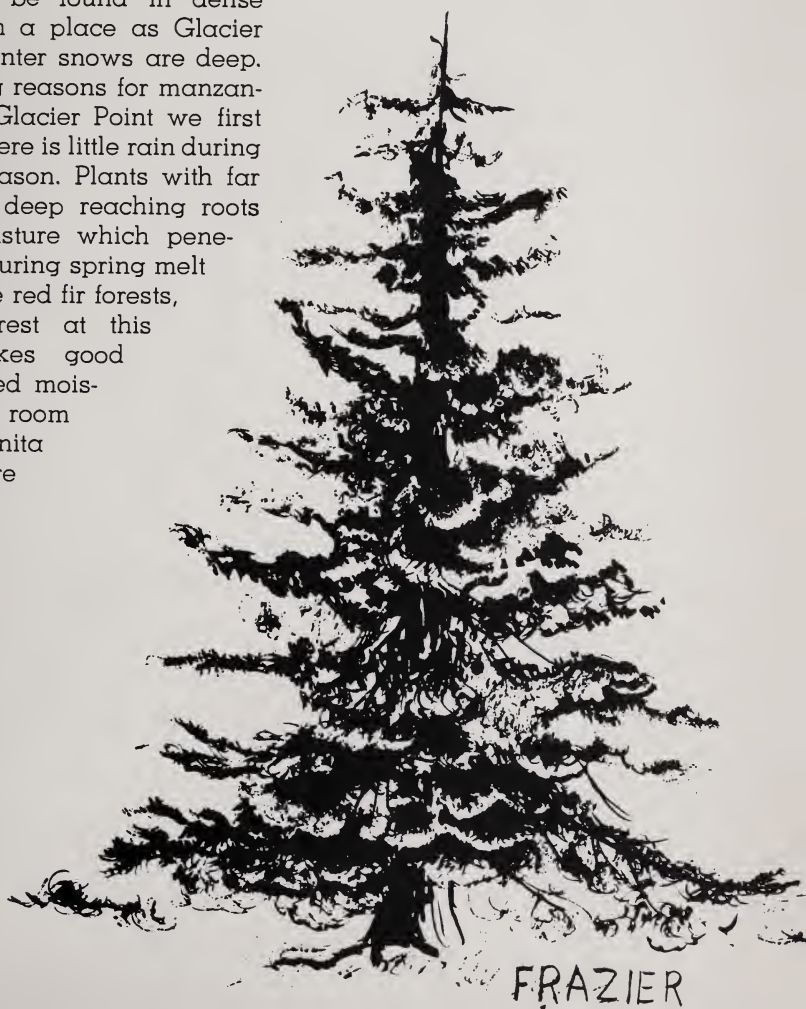 be found in dense
a place as Glacier
nter snows are deep.
reasons for manzan-
Glacier Point we first
ere is little rain during
ason. Plants with far
deep reaching roots
sture which pene-
uring spring melt
red fir forests,
rest at this
kes good
ed mois-
room
nita
re
FRAZIER